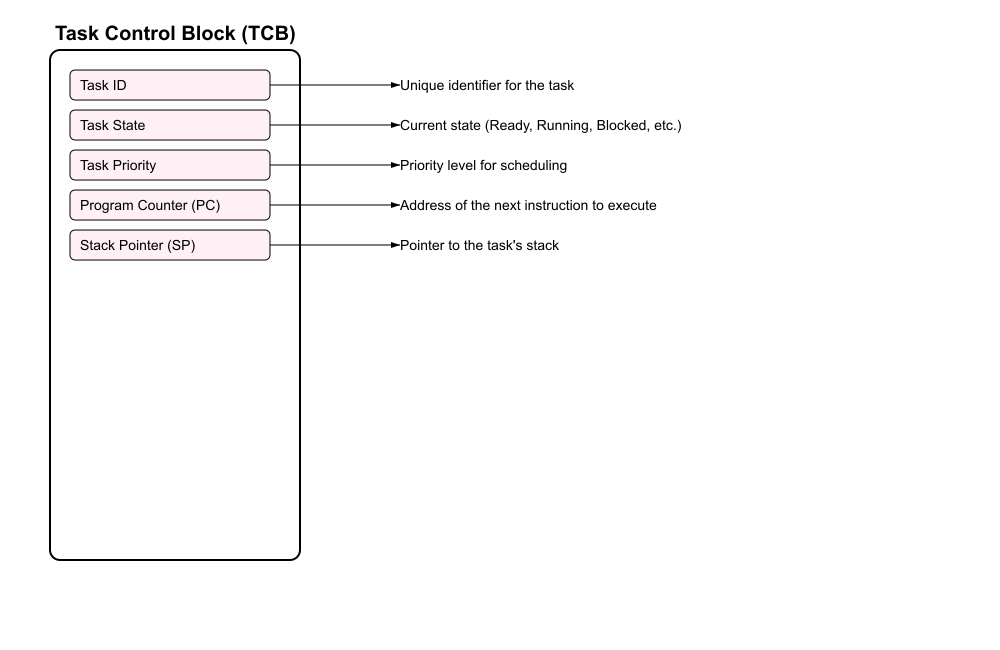 Task Control Block (TCB)
Task ID
Unique identifier for the task
Task State
Current state (Ready, Running, Blocked, etc.)
Task Priority
Priority level for scheduling
Program Counter (PC)
Address of the next instruction to execute
Stack Pointer (SP)
Pointer to the task's stack